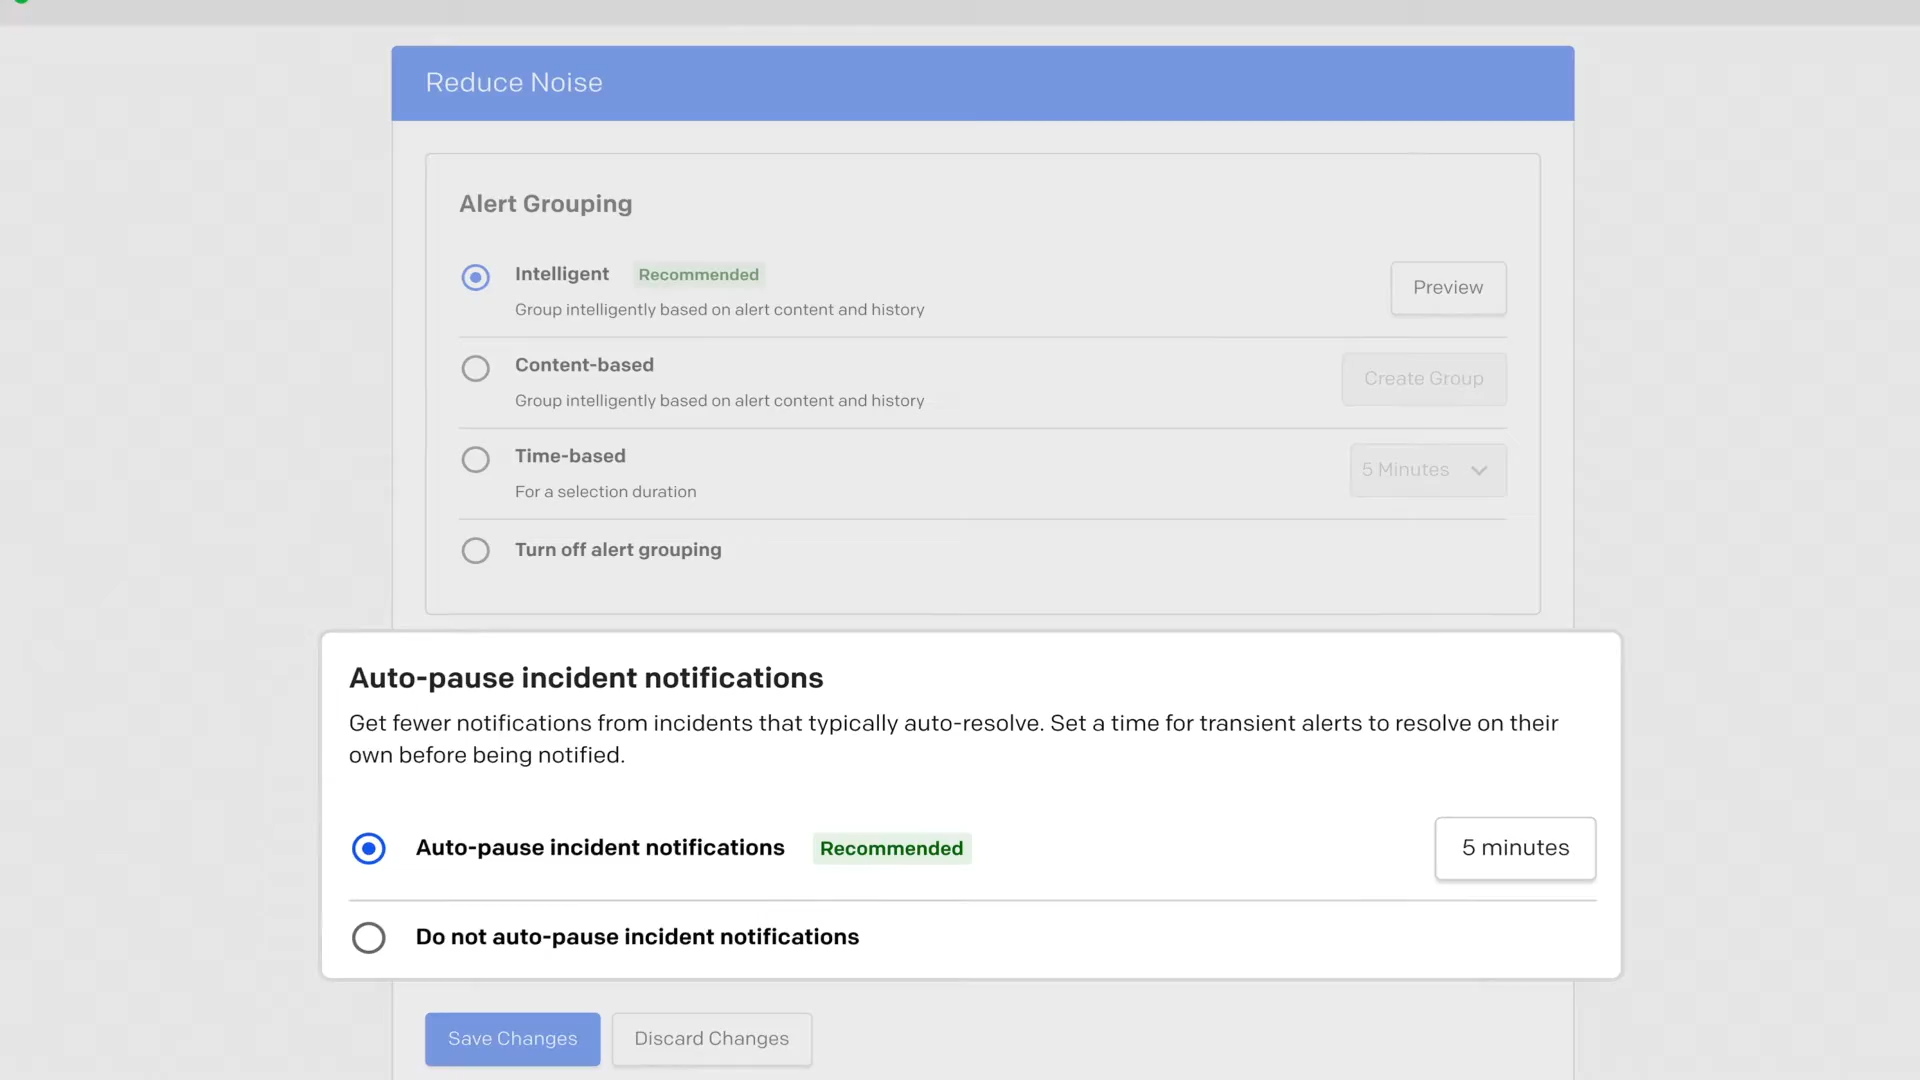 Reduce Noise
Alert Grouping
Intelligent Recommended
Group intelligently based on alert content and history
Preview
Content-based
Group intelligently based on alert content and history
Create Group
Time-based
For a selection duration
5 Minutes
Turn off alert grouping
Auto-pause incident notifications
Get fewer notifications from incidents that typically auto-resolve. Set a time for transient alerts to resolve on their
own before being notified.
Auto-pause incident notifications Recommended 5 minutes
Do not auto-pause incident notifications
Save Changes Discard Changes